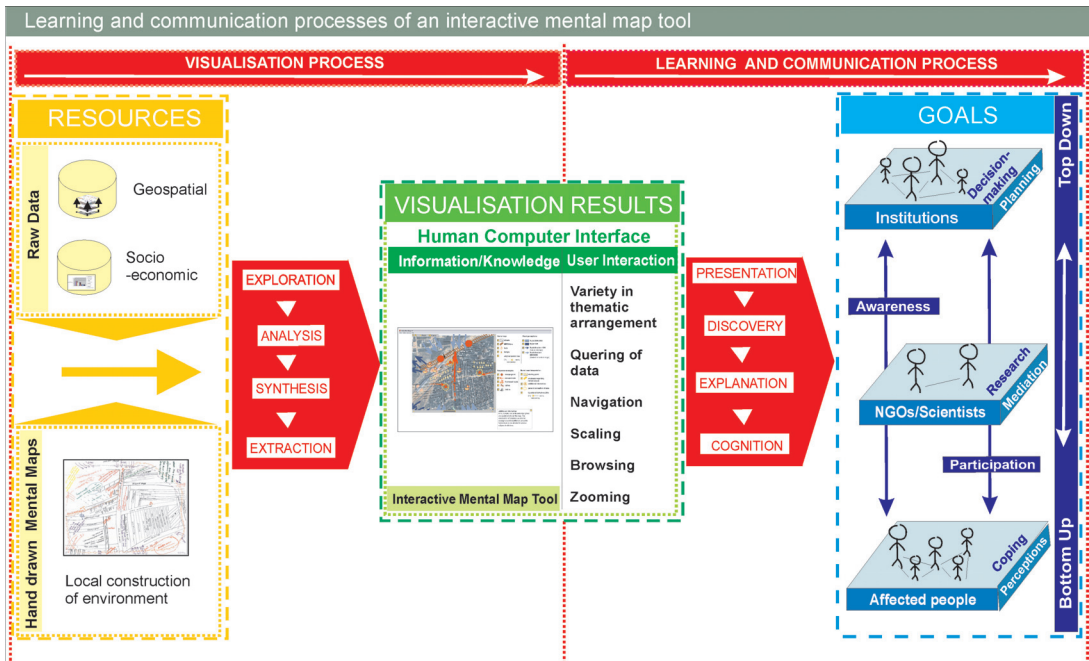 Learning and communication processes of an interactive mental map tool
VISUALISATION PROCESS
LEARNING AND COMMUNICATION PROCESS
RESOURCES
Raw Data
Geospatial
Socio
-economic
Hand drawn Mental Maps
Local construction
of environment
EXPLORATION
ANALYSIS
SYNTHESIS
EXTRACTION
VISUALISATION RESULTS
Human Computer Interface
Information/Knowledge
User Interaction
Variety in
thematic
arrangement
Quering of
data
Navigation
Scaling
Browsing
Zooming
Interactive Mental Map Tool
PRESENTATION
DISCOVERY
EXPLANATION
COGNITION
GOALS
Top Down
Decision-
making
Planning
Institutions
Awareness
Research
Mediation
NGOs/Scientists
Participation
Coping
Perceptions
Affected people
Bottom Up